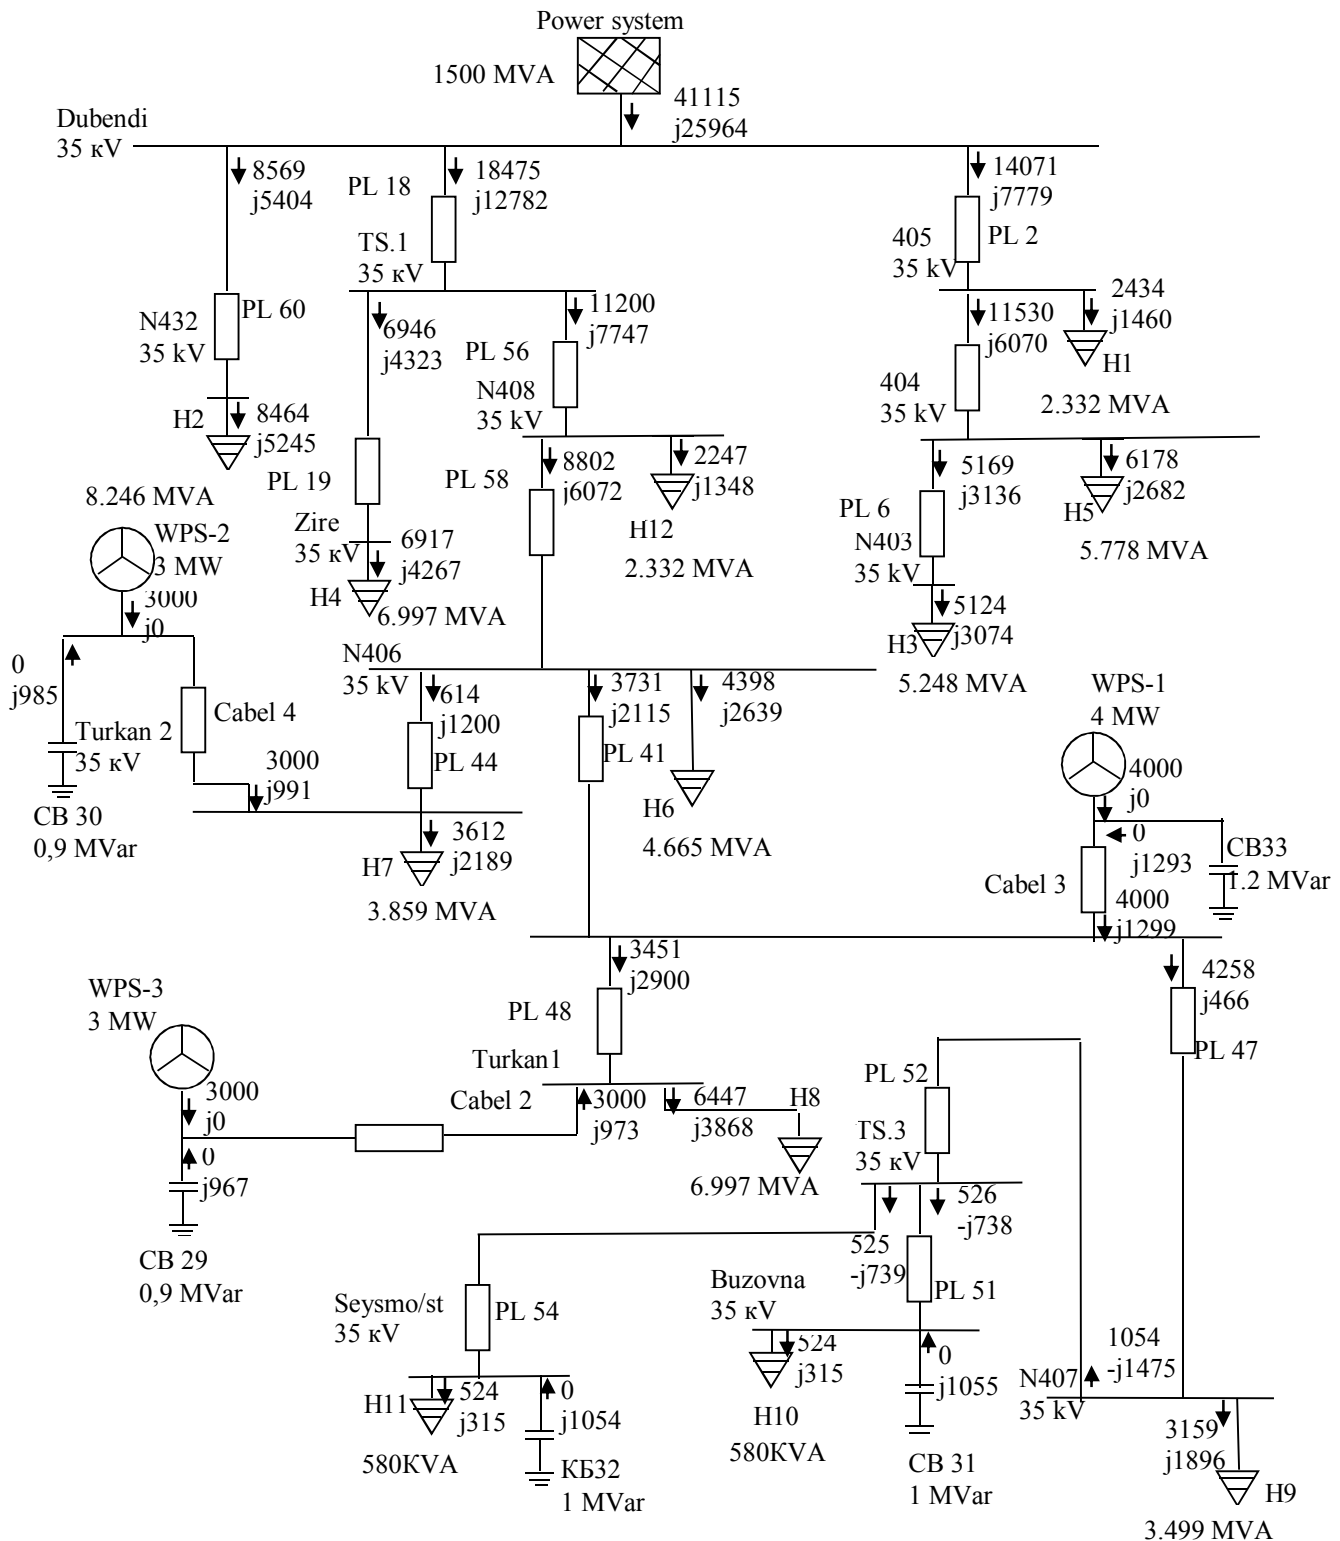 Power system
1500 MVA
41115
j25964
Dubendi
35 кV
8569
j5404
PL 18
18475
j12782
14071
j7779
TS.1
35 кV
405
35 kV
PL 2
N432
35 kV
PL 60
6946
j4323
11200
j7747
11530
j6070
2434
j1460
H1
2.332 MVA
PL 56
N408
35 kV
404
35 kV
H2
8464
j5245
8.246 MVA
PL 19
PL 58
8802
j6072
2247
j1348
H12
2.332 MVA
5169
j3136
6178
j2682
H5
5.778 MVA
PL 6
N403
35 kV
WPS-2
3 MW
3000
j0
Zire
35 кV
6917
j4267
H4
6.997 MVA
5124
j3074
H3
5.248 MVA
0
j985
Turkan 2
35 кV
Cabel 4
CB 30
0,9 MVar
3000
j991
N406
35 kV
614
j1200
PL 44
3731
j2115
PL 41
4398
j2639
H6
4.665 MVA
3612
j2189
H7
3.859 MVA
WPS-1
4 MW
4000
j0
0
j1293
CB33
1.2 MVar
Cabel 3
4000
j1299
3451
j2900
PL 48
4258
j466
PL 47
WPS-3
3 MW
3000
j0
0
j967
CB 29
0,9 MVar
Turkan1
Cabel 2
3000
j973
6447
j3868
H8
6.997 MVA
PL 52
TS.3
35 кV
526
-j738
525
-j739
PL 51
Seysmo/st
35 кV
PL 54
Buzovna
35 кV
H11
524
j315
580КVA
0
j1054
КБ32
1 MVar
524
j315
H10
580КVA
0
j1055
CB 31
1 MVar
N407
35 kV
1054
-j1475
3159
j1896
H9
3.499 MVA